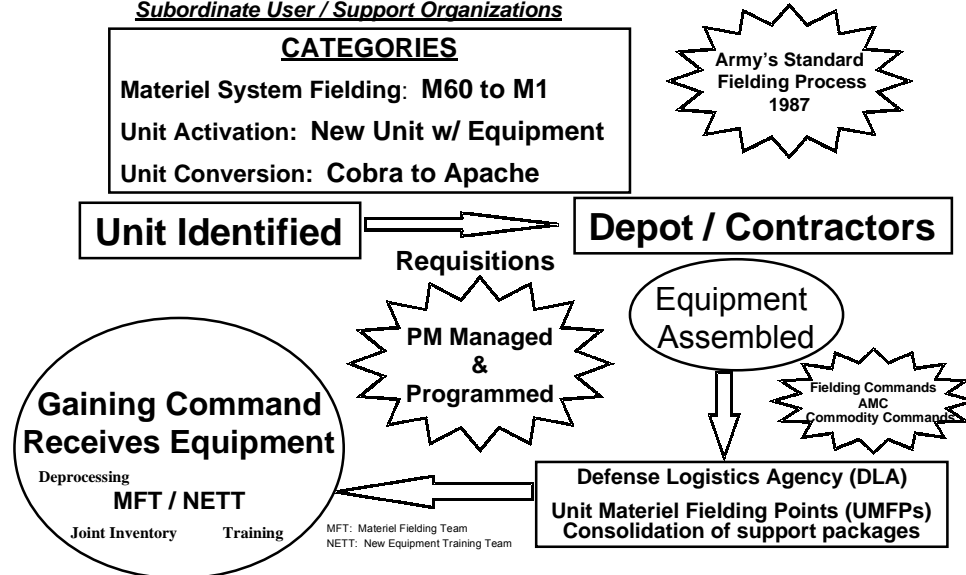 Subordinate User / Support Organizations
CATEGORIES
Materiel System Fielding: M60 to M1
Unit Activation: New Unit w/ Equipment
Unit Conversion: Cobra to Apache
Army's Standard
Fielding Process
1987
Unit Identified
Depot / Contractors
Requisitions
Equipment
Assembled
PM Managed
&
Programmed
Fielding Commands
AMC
Commodity Commands
Gaining Command
Receives Equipment
Deprocessing
MFT / NETT
Joint Inventory Training
Defense Logistics Agency (DLA)
Unit Materiel Fielding Points (UMFPs)
Consolidation of support packages
MFT: Materiel Fielding Team
NETT: New Equipment Training Team